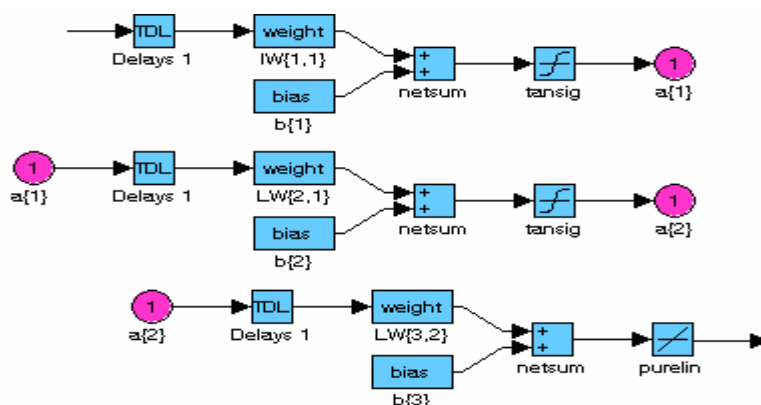 TDL weight
Delays 1 IW{1,1} + + netsum tansig 1 a{1}
bias
b{1}
1 TDL weight
a{1} Delays 1 LW{2,1} + + netsum tansig 1 a{2}
bias
b{2}
1 TDL weight
a{2} Delays 1 LW{3,2} + + netsum purelin
bias
b{3}